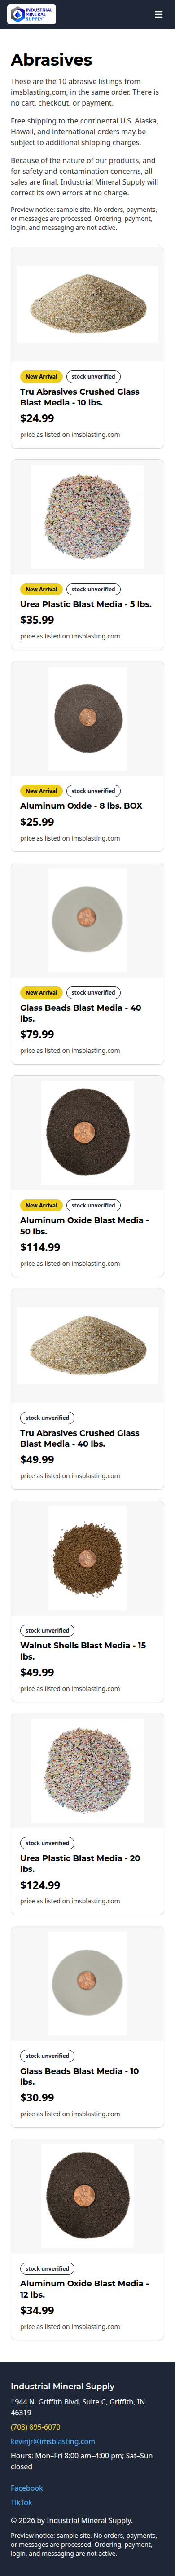 INDUSTRIAL
MINERAL
SUPPLY
Abrasives
These are the 10 abrasive listings from
imsblasting.com, in the same order. There is
no cart, checkout, or payment.
Free shipping to the continental U.S. Alaska,
Hawaii, and international orders may be
subject to additional shipping charges.
Because of the nature of our products, and
for safety and contamination concerns, all
sales are final. Industrial Mineral Supply will
correct its own errors at no charge.
Preview notice: sample site. No orders, payments,
or messages are processed. Ordering, payment,
login, and messaging are not active.
New Arrival stock unverified
Tru Abrasives Crushed Glass
Blast Media - 10 lbs.
$24.99
price as listed on imsblasting.com
New Arrival stock unverified
Urea Plastic Blast Media - 5 lbs.
$35.99
price as listed on imsblasting.com
New Arrival stock unverified
Aluminum Oxide - 8 lbs. BOX
$25.99
price as listed on imsblasting.com
New Arrival stock unverified
Glass Beads Blast Media - 40
lbs.
$79.99
price as listed on imsblasting.com
New Arrival stock unverified
Aluminum Oxide Blast Media -
50 lbs.
$114.99
price as listed on imsblasting.com
stock unverified
Tru Abrasives Crushed Glass
Blast Media - 40 lbs.
$49.99
price as listed on imsblasting.com
stock unverified
Walnut Shells Blast Media - 15
lbs.
$49.99
price as listed on imsblasting.com
stock unverified
Urea Plastic Blast Media - 20
lbs.
$124.99
price as listed on imsblasting.com
stock unverified
Glass Beads Blast Media - 10
lbs.
$30.99
price as listed on imsblasting.com
stock unverified
Aluminum Oxide Blast Media -
12 lbs.
$34.99
price as listed on imsblasting.com
Industrial Mineral Supply
1944 N. Griffith Blvd. Suite C, Griffith, IN
46319
(708) 895-6070
kevinjr@imsblasting.com
Hours: Mon–Fri 8:00 am–4:00 pm; Sat–Sun
closed
Facebook
TikTok
© 2026 by Industrial Mineral Supply.
Preview notice: sample site. No orders, payments,
or messages are processed. Ordering, payment,
login, and messaging are not active.